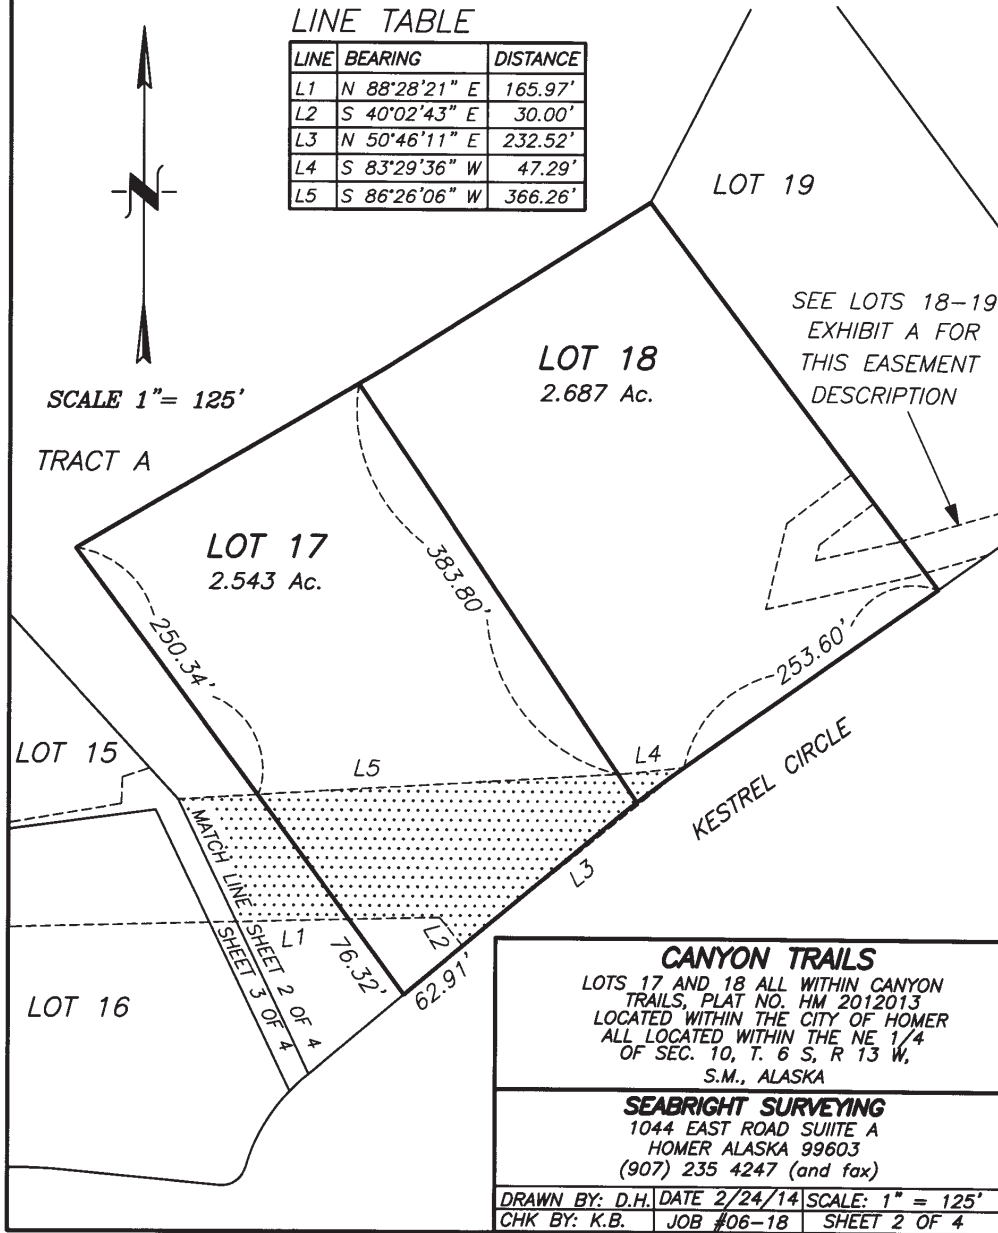 LINE TABLE
LINE BEARING DISTANCE
L1 N 88°28'21" E 165.97'
L2 S 40°02'43" E 30.00'
L3 N 50°46'11" E 232.52'
L4 S 83°29'36" W 47.29'
L5 S 86°26'06" W 366.26'
N
SCALE 1"= 125'
TRACT A
LOT 19
SEE LOTS 18-19
EXHIBIT A FOR
THIS EASEMENT
DESCRIPTION
LOT 18
2.687 Ac.
LOT 17
2.543 Ac.
383.80'
250.34'
253.60'
KESTREL CIRCLE
LOT 15
L5
L4
L3
MATCH LINE SHEET 2 OF 4
SHEET 3 OF 4
L1
L2
76.32'
62.91'
LOT 16
CANYON TRAILS
LOTS 17 AND 18 ALL WITHIN CANYON
TRAILS, PLAT NO. HM 2012013
LOCATED WITHIN THE CITY OF HOMER
ALL LOCATED WITHIN THE NE 1/4
OF SEC. 10, T. 6 S, R 13 W,
S.M., ALASKA
SEABRIGHT SURVEYING
1044 EAST ROAD SUIITE A
HOMER ALASKA 99603
(907) 235 4247 (and fax)
DRAWN BY: D.H. DATE 2/24/14 SCALE: 1" = 125'
CHK BY: K.B. JOB #06-18 SHEET 2 OF 4